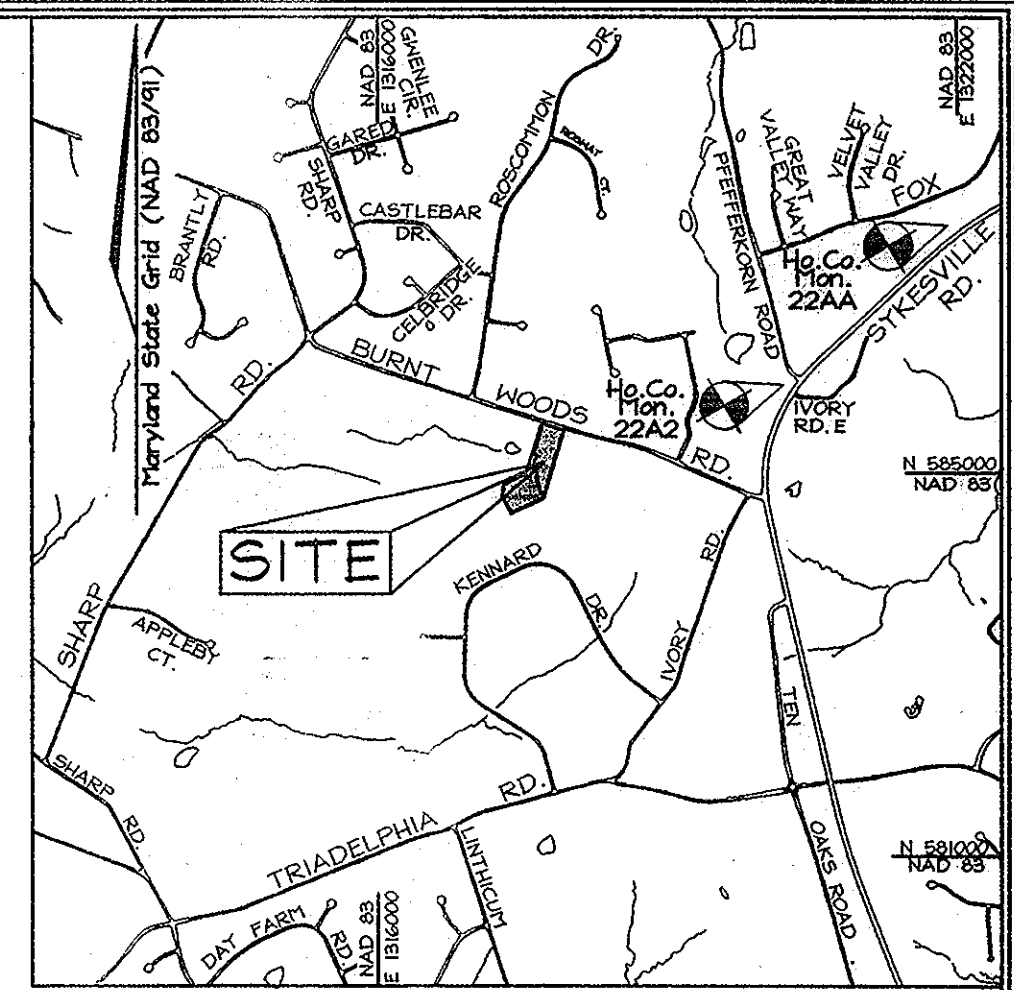 Maryland State Grid (NAD 83/91)
NAD 83
E 1316000
GWENLEE
CIR.
GARED
DR.
SHARP
RD.
BRANTLY
RD.
CASTLEBAR
DR.
CELBRIDGE
DR.
ROSCOMMON
DR.
CT.
PFEFFERKORN ROAD
GREAT
VALLEY
WAY
VELVET
VALLEY
DR.
FOX
NAD 83
E 1322000
Ho.Co.
Mon.
22AA
SYKESVILLE
RD.
RD.
BURNT
WOODS
RD.
Ho.Co.
Mon.
22A2
IVORY
RD. E
N 585000
NAD 83
SITE
KENNARD
DR.
IVORY
RD.
SHARP
APPLEBY
CT.
TEN
SHARP
RD.
TRIADELPHIA
RD.
LINTHICUM
OAKS ROAD
N 581000
NAD 83
DAY FARM
RD.
NAD 83
E 1316000